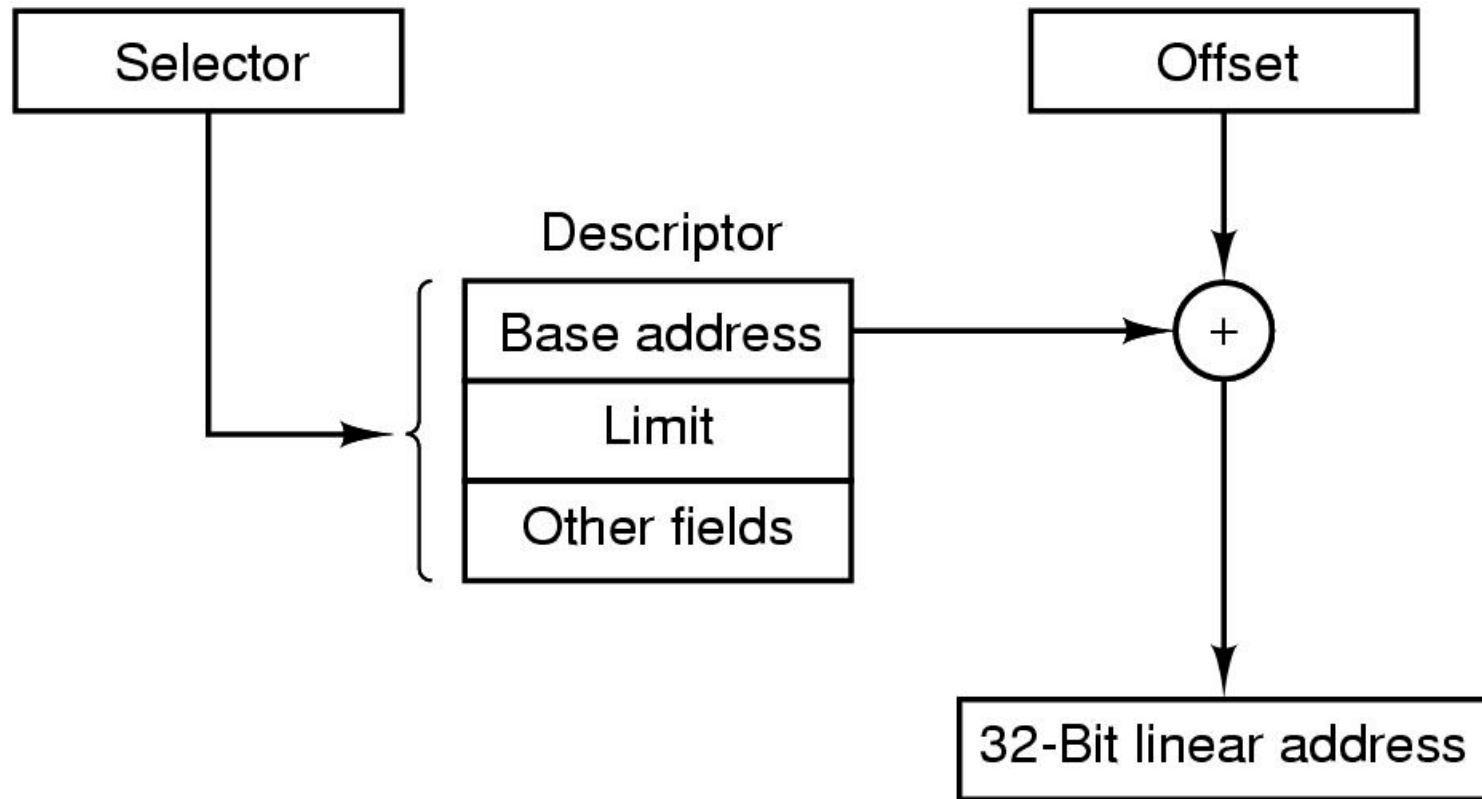 Selector
Offset
Descriptor
Base address
+
Limit
Other fields
32-Bit linear address